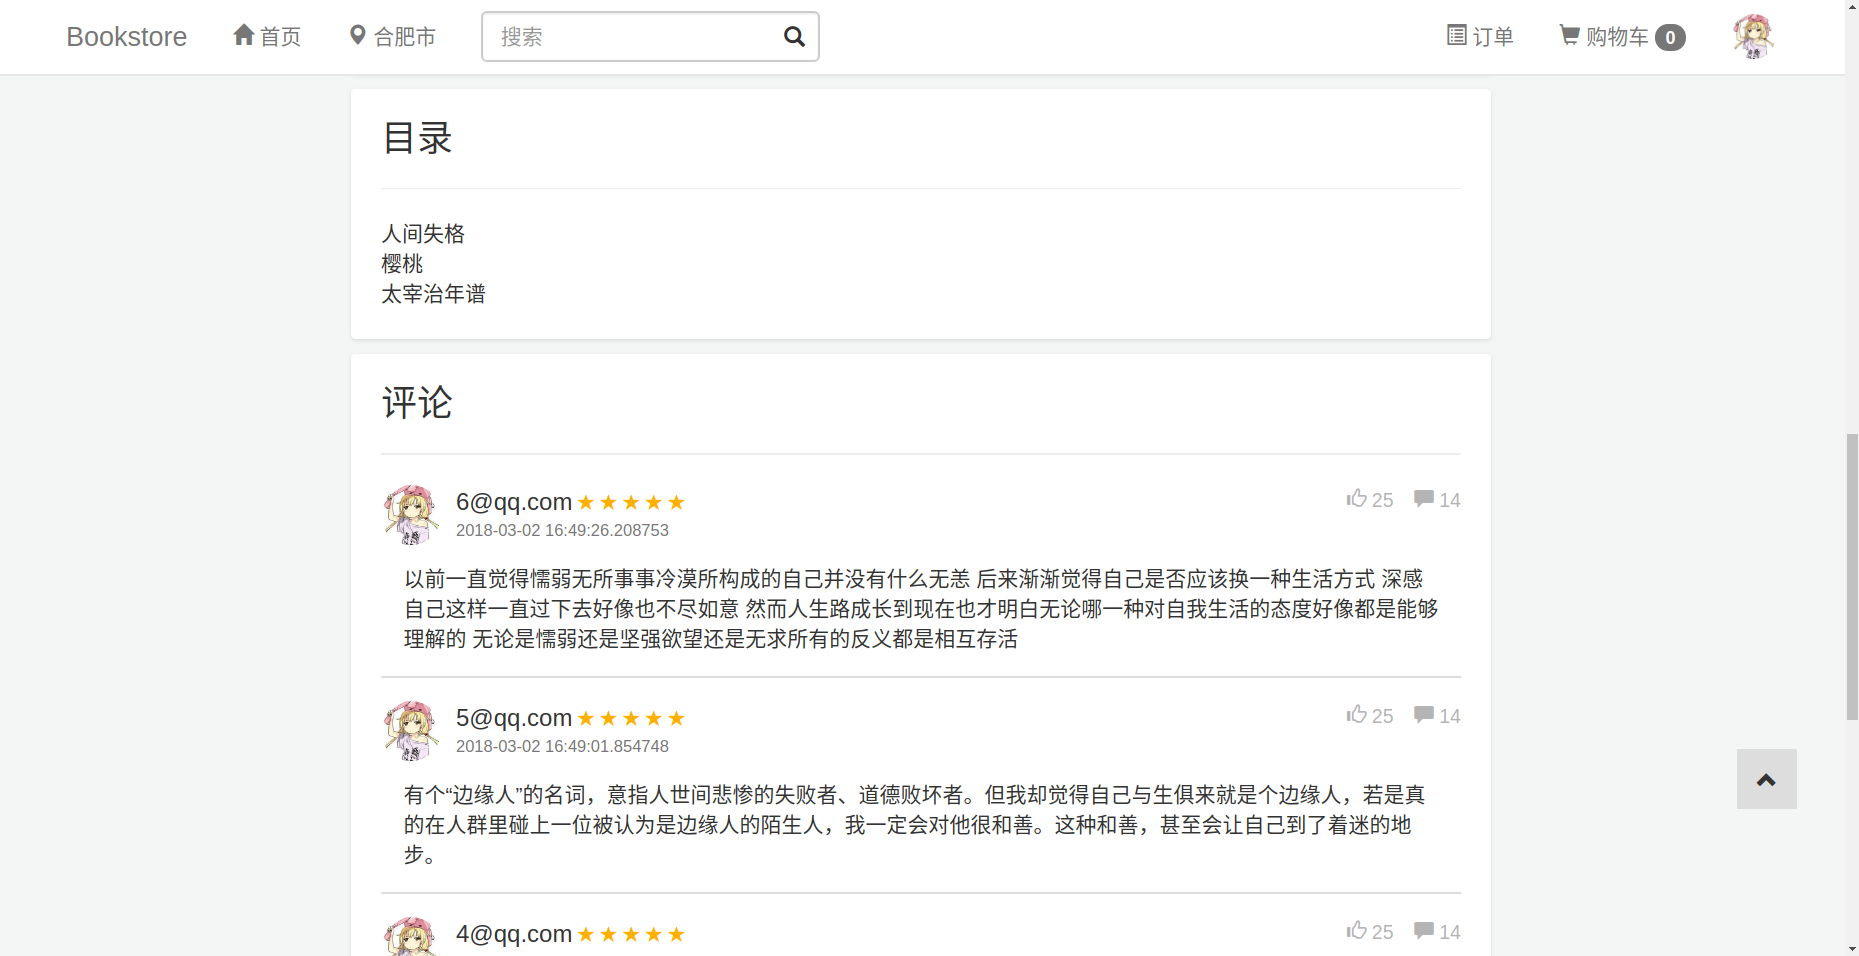 Bookstore 首页 合肥市 搜索 订单 购物车 0
目录
人间失格
樱桃
太宰治年谱
评论
6@qq.com ★ ★ ★ ★ ★ 25 14
2018-03-02 16:49:26.208753
以前一直觉得懦弱无所事事冷漠所构成的自己并没有什么无恙 后来渐渐觉得自己是否应该换一种生活方式 深感
自己这样一直过下去好像也不尽如意 然而人生路成长到现在也才明白无论哪一种对自我生活的态度好像都是能够
理解的 无论是懦弱还是坚强欲望还是无求所有的反义都是相互存活
5@qq.com ★ ★ ★ ★ ★ 25 14
2018-03-02 16:49:01.854748
有个“边缘人”的名词，意指人世间悲惨的失败者、道德败坏者。但我却觉得自己与生俱来就是个边缘人，若是真
的在人群里碰上一位被认为是边缘人的陌生人，我一定会对他很和善。这种和善，甚至会让自己到了着迷的地
步。
4@qq.com ★ ★ ★ ★ ★ 25 14